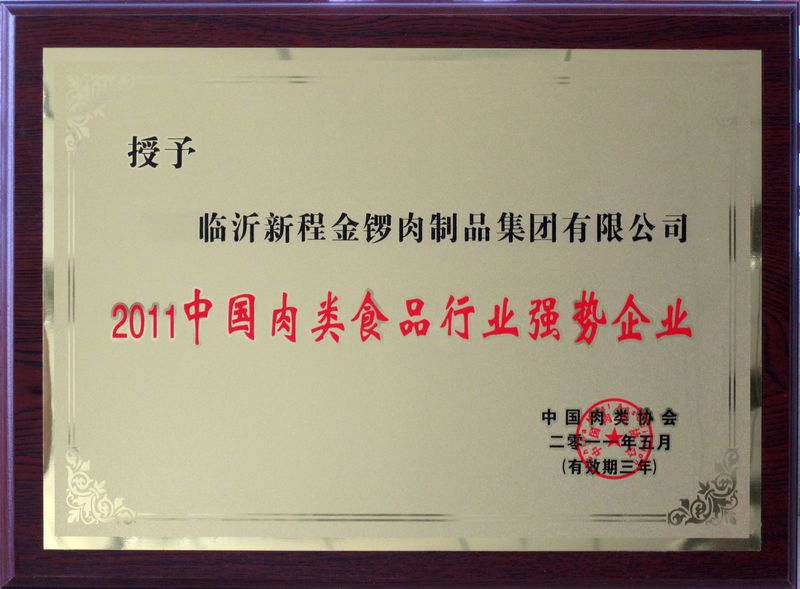 授予
临沂新程金锣肉制品集团有限公司
2011中国肉类食品行业强势企业
中国肉类协会
二零一一年五月
(有效期三年)